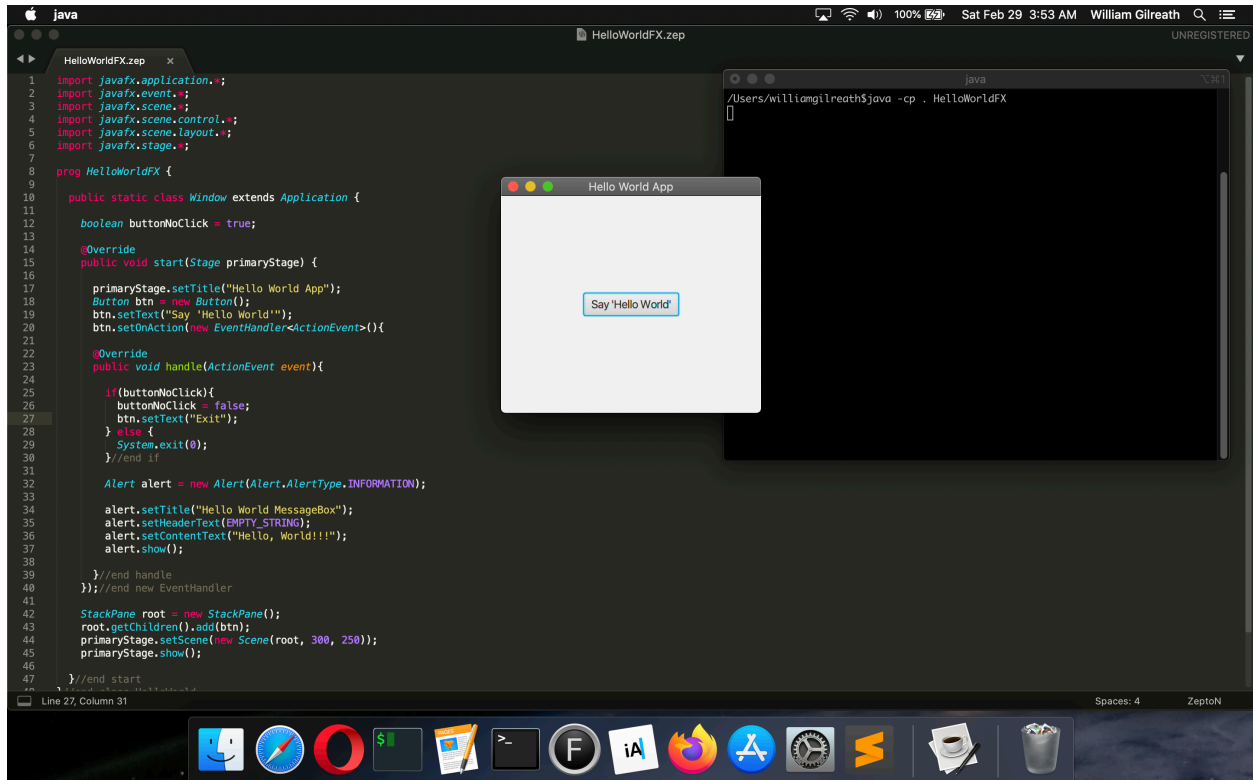 java
100%
Sat Feb 29 3:53 AM
William Gilreath
HelloWorldFX.zep
UNREGISTERED
HelloWorldFX.zep ×
1 import javafx.application.*;
2 import javafx.event.*;
3 import javafx.scene.*;
4 import javafx.scene.control.*;
5 import javafx.scene.layout.*;
6 import javafx.stage.*;
7
8 prog HelloWorldFX {
9
10 public static class Window extends Application {
11
12 boolean buttonNoClick = true;
13
14 @Override
15 public void start(Stage primaryStage) {
16
17 primaryStage.setTitle("Hello World App");
18 Button btn = new Button();
19 btn.setText("Say 'Hello World'");
20 btn.setOnAction(new EventHandler<ActionEvent>(){
21
22 @Override
23 public void handle(ActionEvent event){
24
25 if(buttonNoClick){
26 buttonNoClick = false;
27 btn.setText("Exit");
28 } else {
29 System.exit(0);
30 }//end if
31
32 Alert alert = new Alert(Alert.AlertType.INFORMATION);
33
34 alert.setTitle("Hello World MessageBox");
35 alert.setHeaderText(EMPTY_STRING);
36 alert.setContentText("Hello, World!!!");
37 alert.show();
38
39 }//end handle
40 });//end new EventHandler
41
42 StackPane root = new StackPane();
43 root.getChildren().add(btn);
44 primaryStage.setScene(new Scene(root, 300, 250));
45 primaryStage.show();
46
47 }//end start
java
⌥⌘1
/Users/williamgilreath$java -cp . HelloWorldFX
Hello World App
Say 'Hello World'
Line 27, Column 31
Spaces: 4
ZeptoN
$
PAGES
>_
F
iA